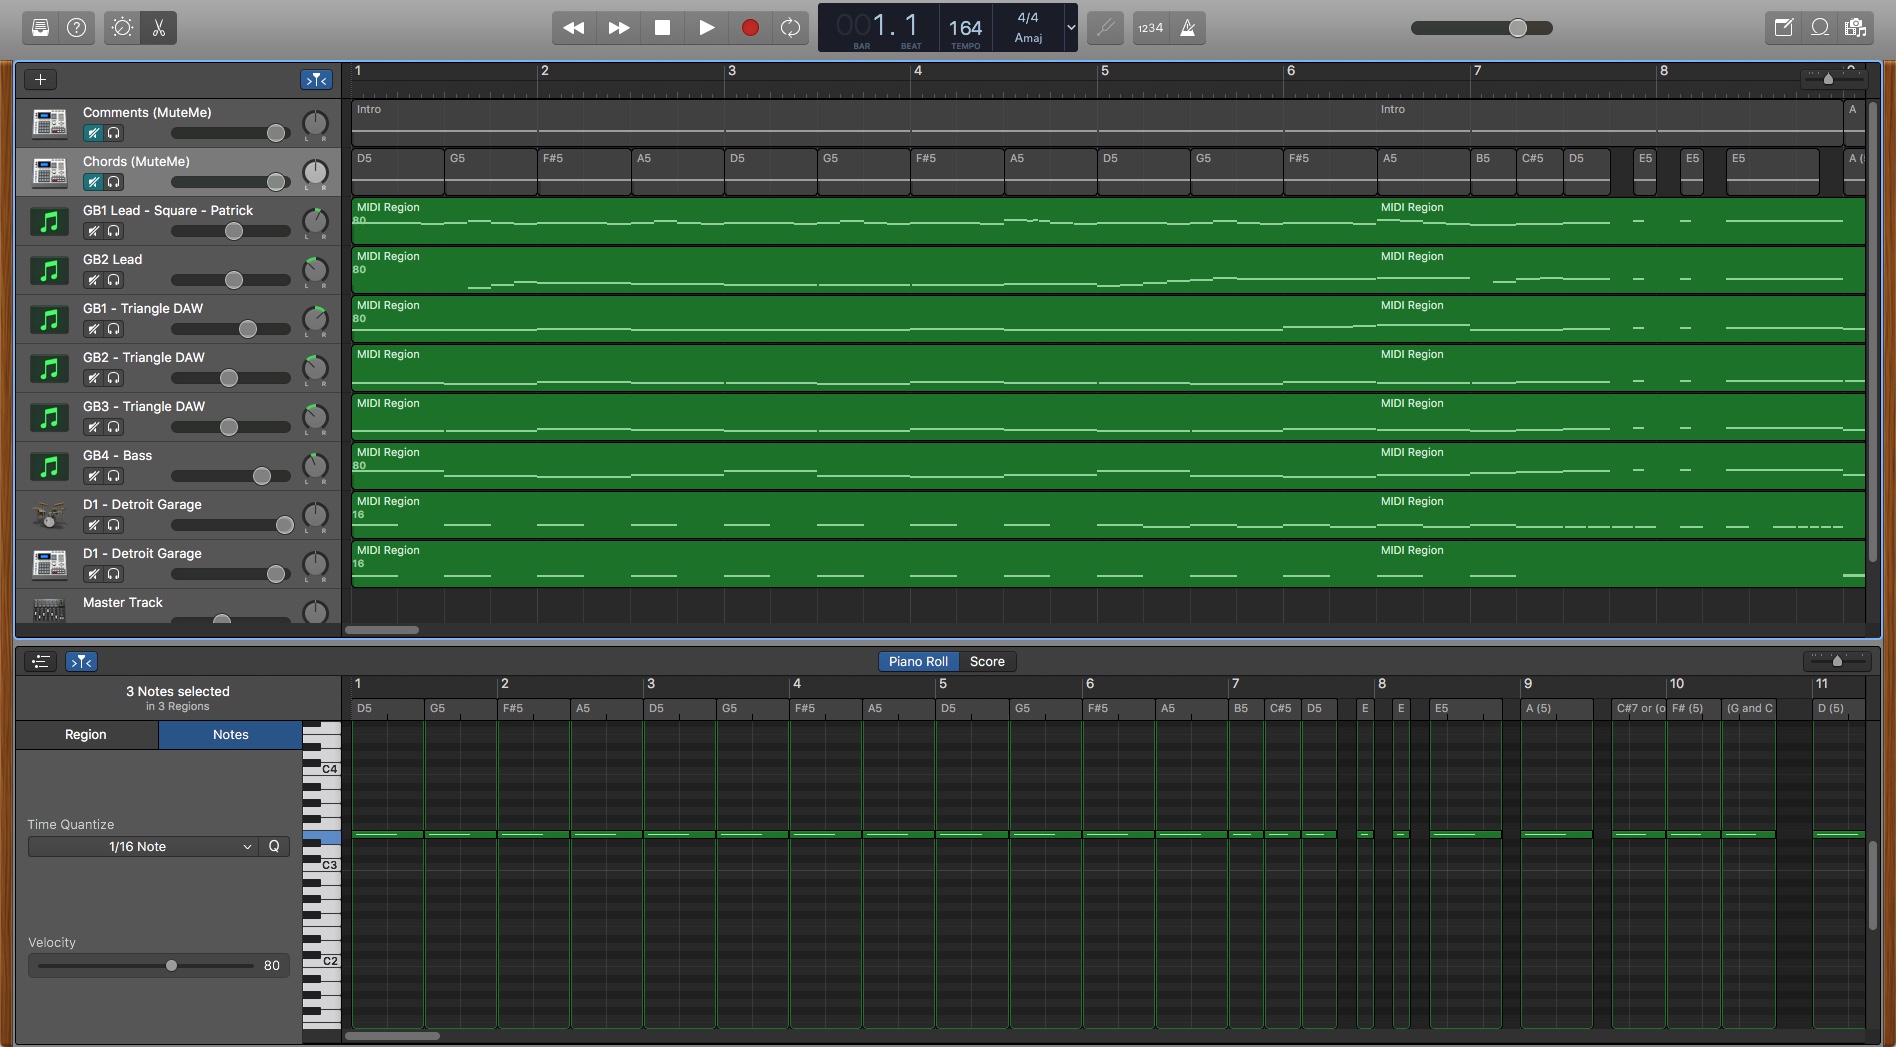 001.1
BAR BEAT
164
TEMPO
4/4
Amaj
1234
1 2 3 4 5 6 7 8
Comments (MuteMe)
L R
Intro Intro A
Chords (MuteMe)
L R
D5 G5 F#5 A5 D5 G5 F#5 A5 D5 G5 F#5 A5 B5 C#5 D5 E5 E5 E5 A (
GB1 Lead - Square - Patrick
L R
MIDI Region MIDI Region
80
GB2 Lead
L R
MIDI Region MIDI Region
80
GB1 - Triangle DAW
L R
MIDI Region MIDI Region
80
GB2 - Triangle DAW
L R
MIDI Region MIDI Region
GB3 - Triangle DAW
L R
MIDI Region MIDI Region
GB4 - Bass
L R
MIDI Region MIDI Region
80
D1 - Detroit Garage
L R
MIDI Region MIDI Region
16
D1 - Detroit Garage
L R
MIDI Region MIDI Region
16
Master Track
Piano Roll Score
3 Notes selected
in 3 Regions
1 2 3 4 5 6 7 8 9 10 11
D5 G5 F#5 A5 D5 G5 F#5 A5 D5 G5 F#5 A5 B5 C#5 D5 E E E5 A (5) C#7 or (o F# (5) (G and C D (5)
Region Notes
C4
Time Quantize
1/16 Note Q
C3
Velocity
80
C2